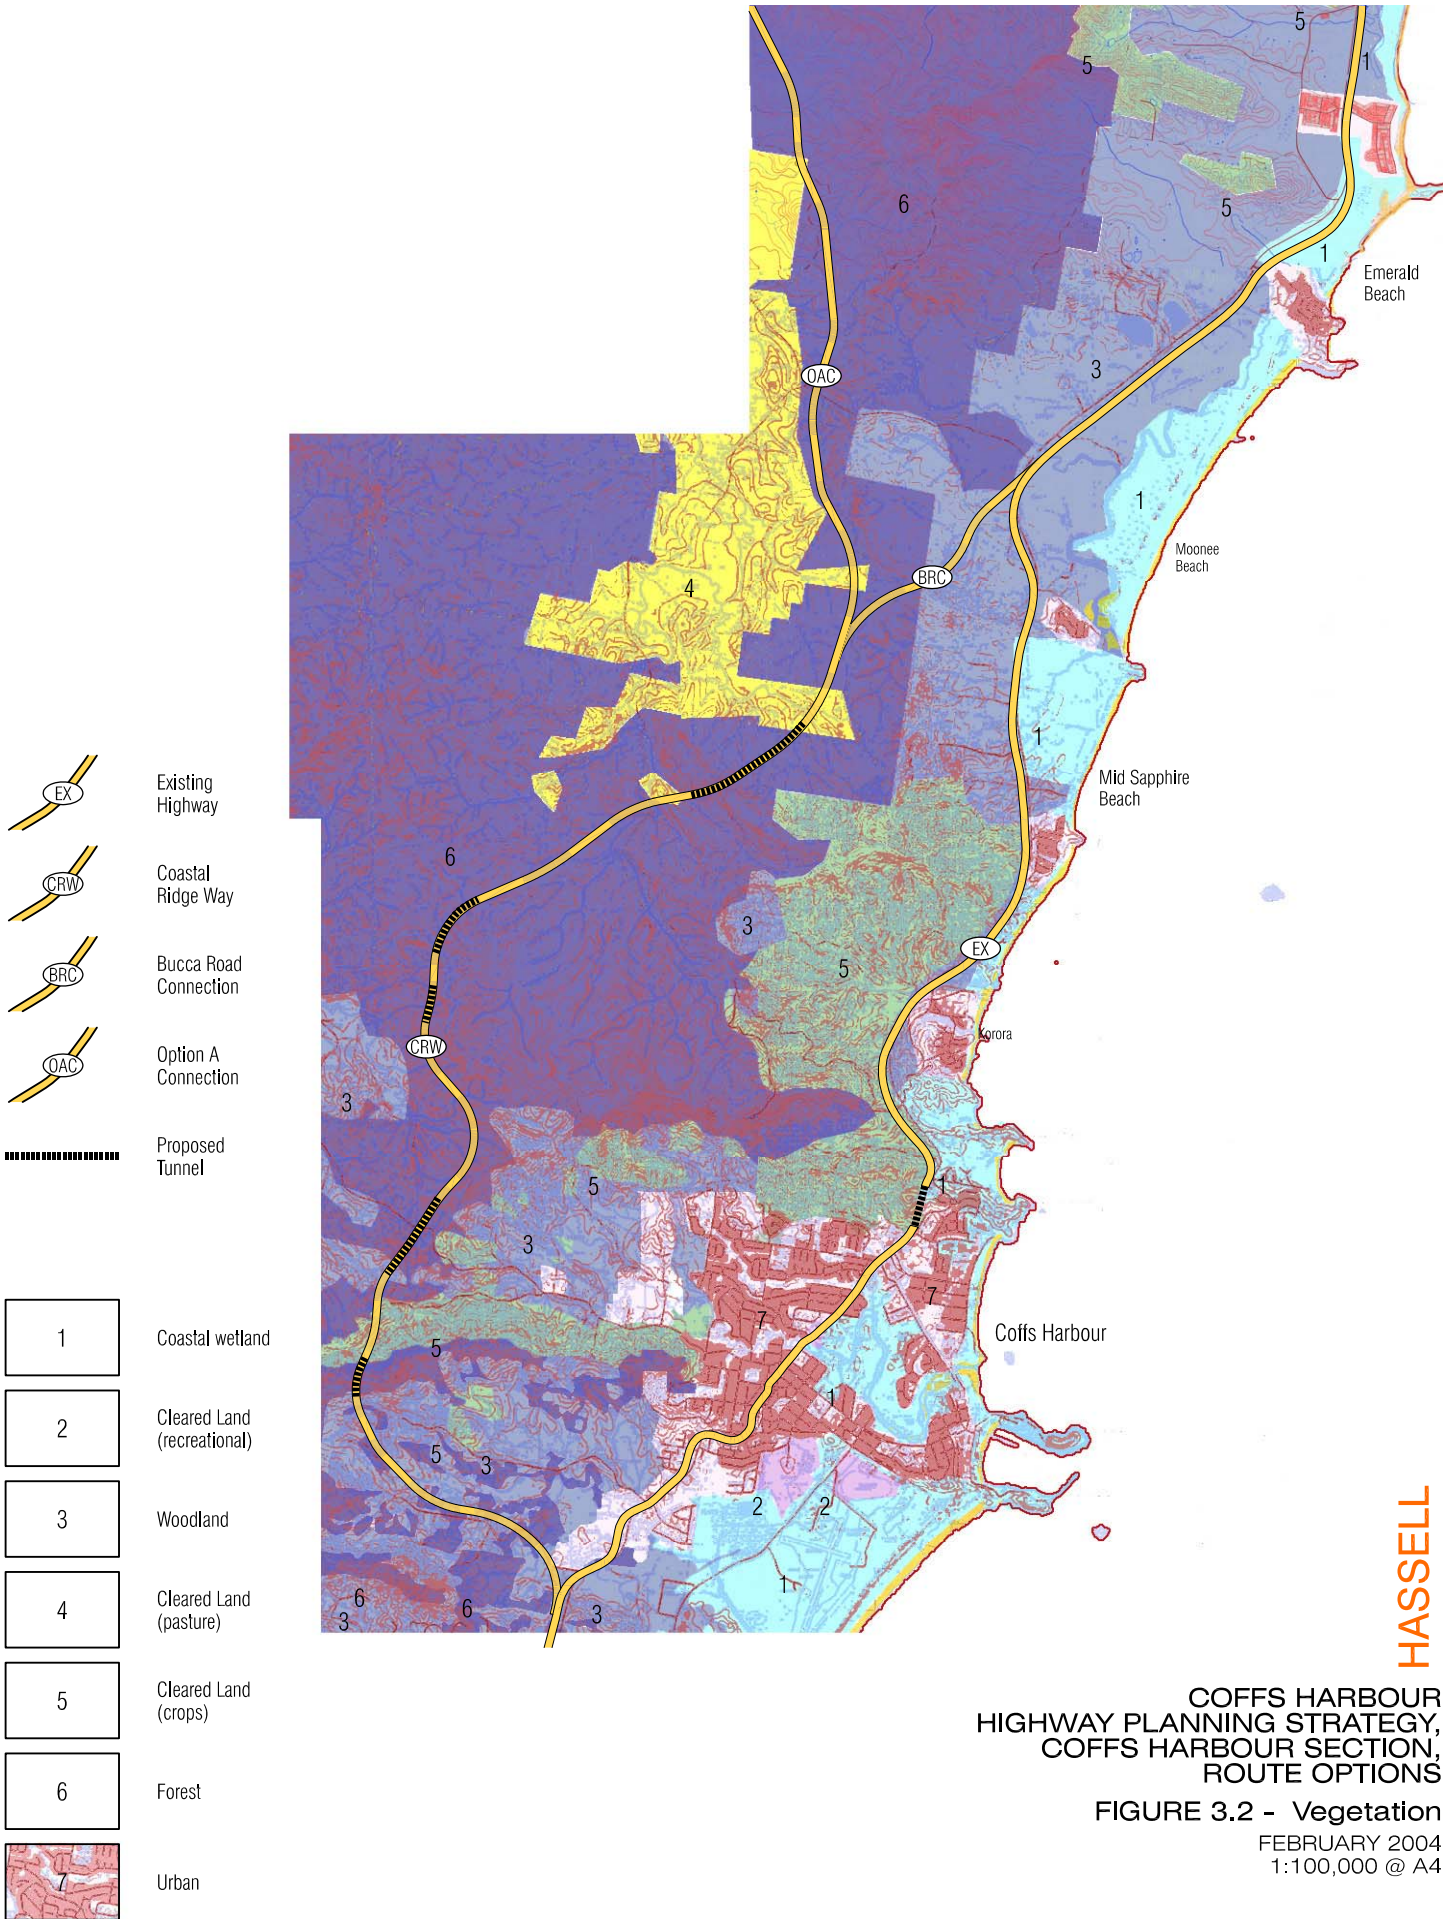 5
1
5
6
5
1
Emerald
Beach
OAC
3
1
Moonee
Beach
BRC
4
1
Mid Sapphire
Beach
EX
Existing
Highway
6
CRW
Coastal
Ridge Way
3
5
EX
BRC
Bucca Road
Connection
Korora
CRW
OAC
Option A
Connection
3
Proposed
Tunnel
5
1
3
7
7
Coffs Harbour
1
Coastal wetland
5
1
2
Cleared Land
(recreational)
5
3
2
2
3
Woodland
1
6
6
3
3
4
Cleared Land
(pasture)
HASSELL
5
Cleared Land
(crops)
COFFS HARBOUR
HIGHWAY PLANNING STRATEGY,
COFFS HARBOUR SECTION,
ROUTE OPTIONS
6
Forest
FIGURE 3.2 - Vegetation
FEBRUARY 2004
1:100,000 @ A4
7
Urban